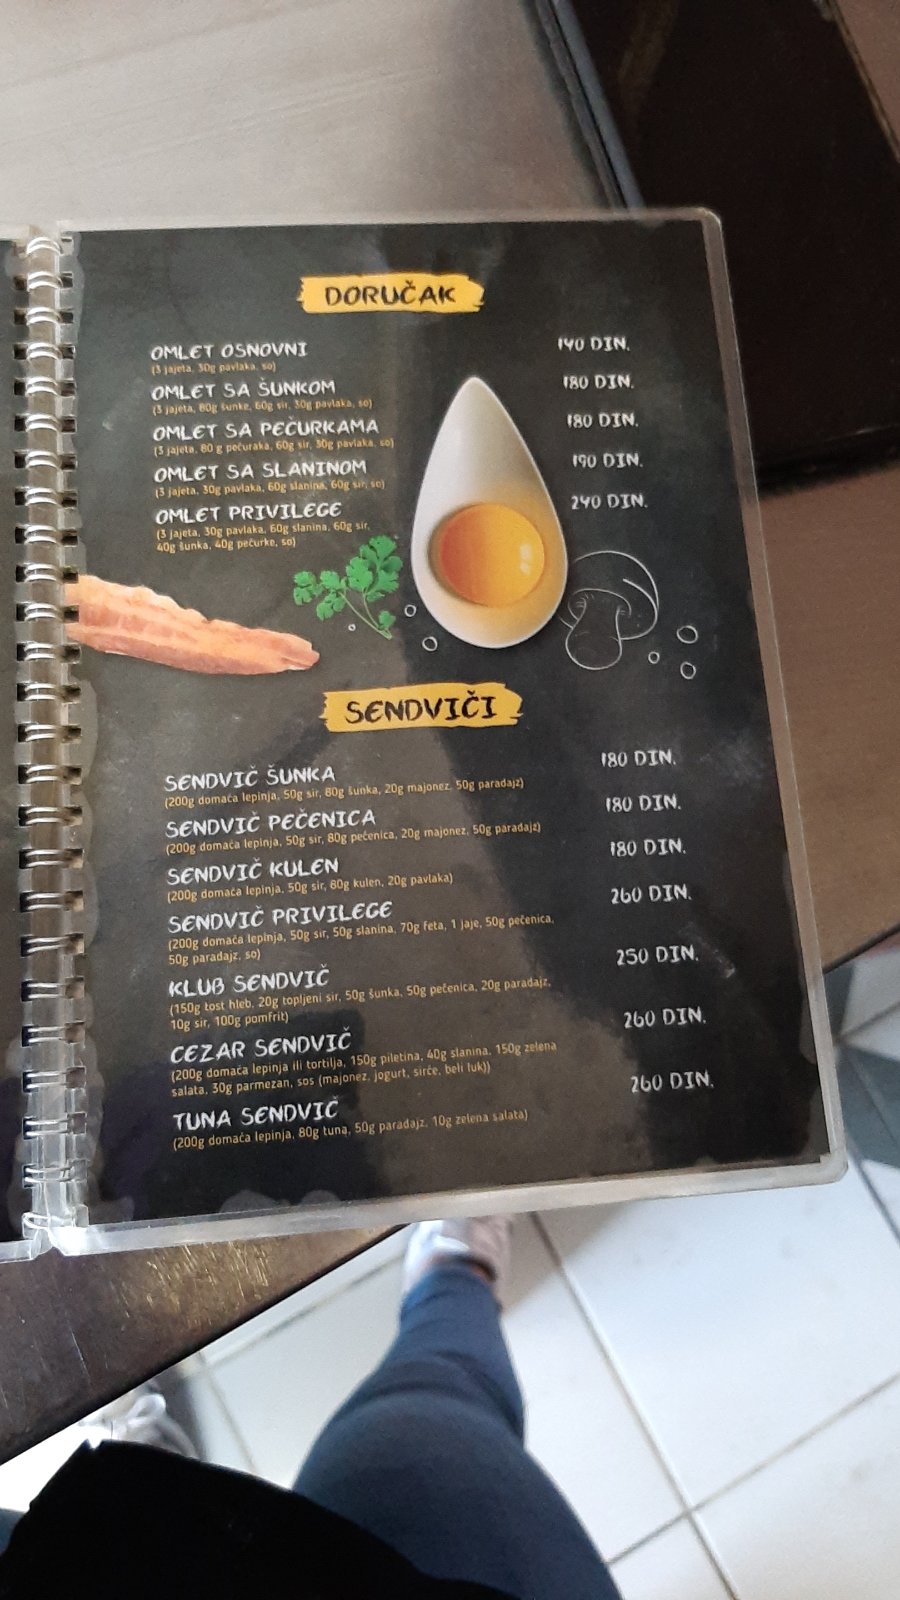 DORUČAK
OMLET OSNOVNI 140 DIN.
(3 jajeta, 30g pavlaka, so)
OMLET SA ŠUNKOM 180 DIN.
(3 jajeta, 80g šunke, 60g sir, 30g pavlaka, so)
OMLET SA PEČURKAMA 180 DIN.
(3 jajeta, 80 g pečuraka, 60g sir, 30g pavlaka, so)
OMLET SA SLANINOM 190 DIN.
(3 jajeta, 30g pavlaka, 60g slanina, 60g sir, so)
OMLET PRIVILEGE 240 DIN.
(3 jajeta, 30g pavlaka, 60g slanina, 60g sir,
40g šunka, 40g pečurke, so)
SENDVIČI
SENDVIČ ŠUNKA 180 DIN.
(200g domaća lepinja, 50g sir, 80g šunka, 20g majonez, 50g paradajz)
SENDVIČ PEČENICA 180 DIN.
(200g domaća lepinja, 50g sir, 80g pečenica, 20g majonez, 50g paradajz)
SENDVIČ KULEN 180 DIN.
(200g domaća lepinja, 50g sir, 80g kulen, 20g pavlaka)
SENDVIČ PRIVILEGE 260 DIN.
(200g domaća lepinja, 50g sir, 50g slanina, 70g feta, 1 jaje, 50g pečenica,
50g paradajz, so)
KLUB SENDVIČ 250 DIN.
(150g tost hleb, 20g topljeni sir, 50g šunka, 50g pečenica, 20g paradajz,
10g sir, 100g pomfrit)
CEZAR SENDVIČ 260 DIN.
(200g domaća lepinja ili tortilja, 150g piletina, 40g slanina, 150g zelena
salata, 30g parmezan, sos (majonez, jogurt, sirće, beli luk))
TUNA SENDVIČ 260 DIN.
(200g domaća lepinja, 80g tuna, 50g paradajz, 10g zelena salata)